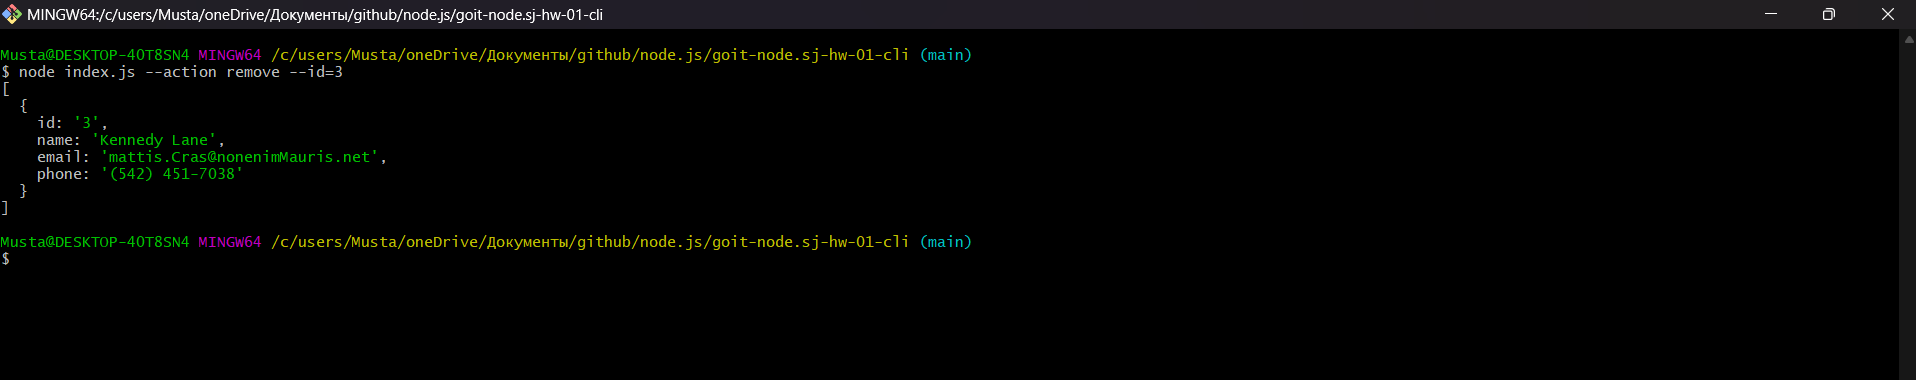 MINGW64:/c/users/Musta/oneDrive/Документы/github/node.js/goit-node.sj-hw-01-cli
Musta@DESKTOP-4OT8SN4 MINGW64 /c/users/Musta/oneDrive/Документы/github/node.js/goit-node.sj-hw-01-cli (main)
$ node index.js --action remove --id=3
[
  {
    id: '3',
    name: 'Kennedy Lane',
    email: 'mattis.Cras@nonenimMauris.net',
    phone: '(542) 451-7038'
  }
]
Musta@DESKTOP-4OT8SN4 MINGW64 /c/users/Musta/oneDrive/Документы/github/node.js/goit-node.sj-hw-01-cli (main)
$